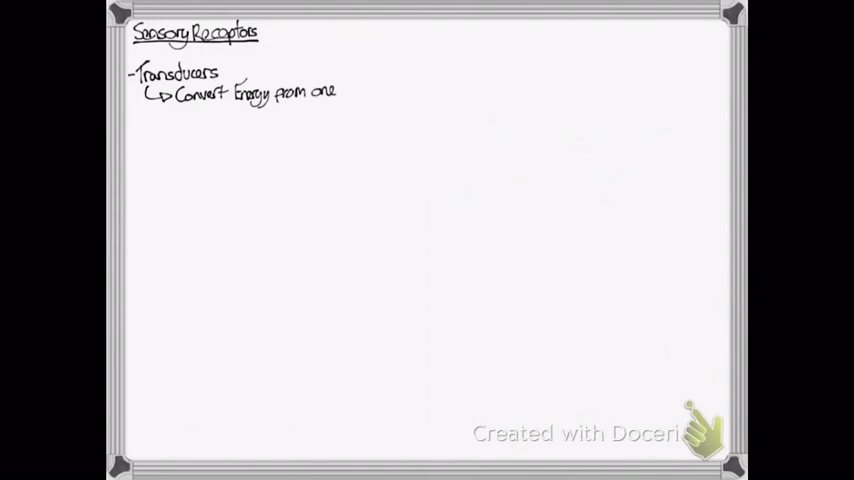 Sensory Receptors
-Transducers
↳ Convert Energy from one
Created with Doceri